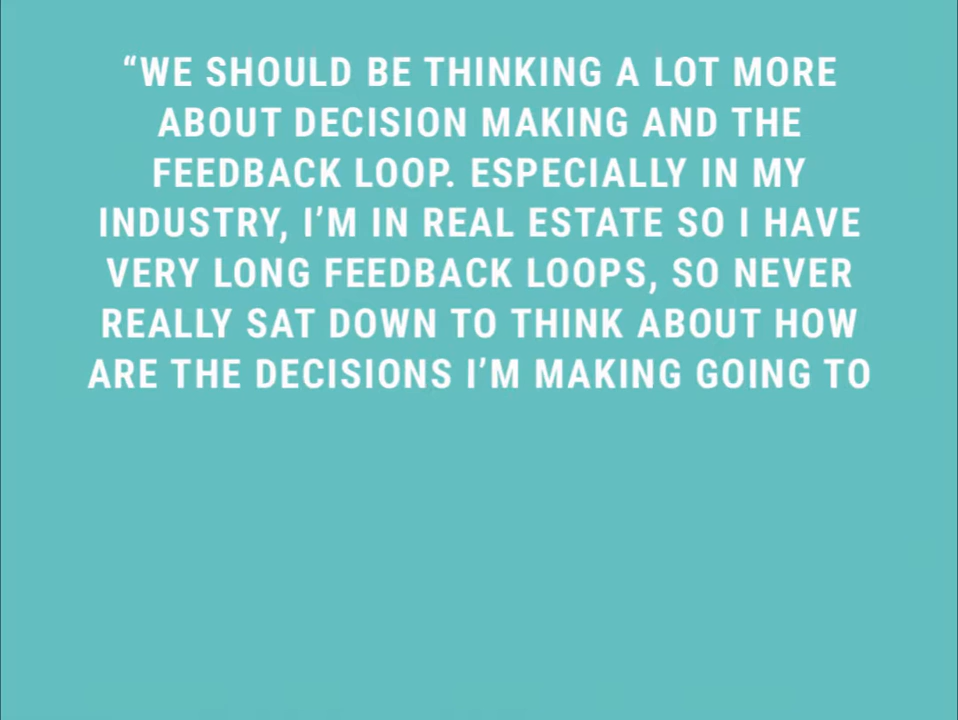 “WE SHOULD BE THINKING A LOT MORE
ABOUT DECISION MAKING AND THE
FEEDBACK LOOP. ESPECIALLY IN MY
INDUSTRY, I’M IN REAL ESTATE SO I HAVE
VERY LONG FEEDBACK LOOPS, SO NEVER
REALLY SAT DOWN TO THINK ABOUT HOW
ARE THE DECISIONS I’M MAKING GOING TO